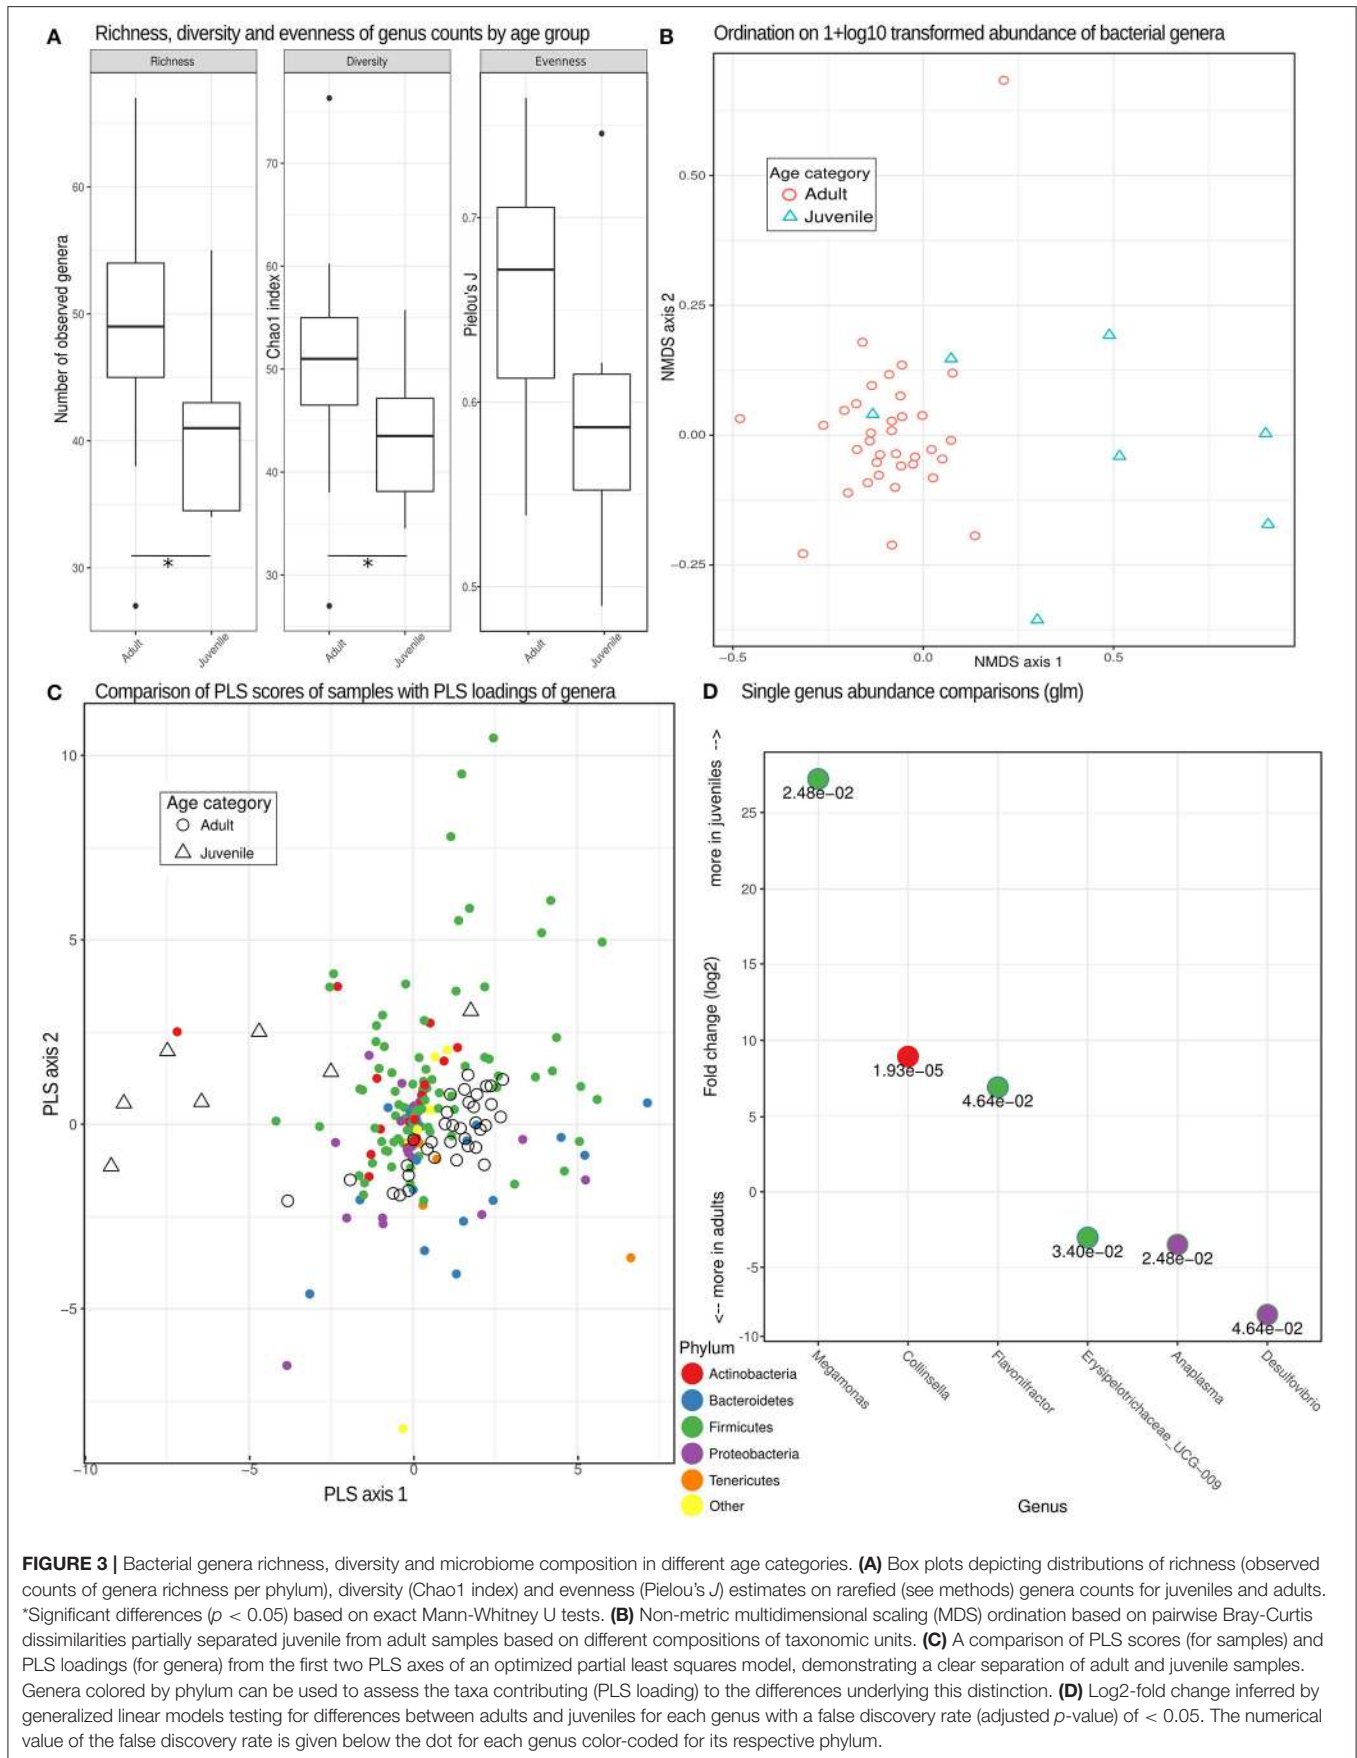 A Richness, diversity and evenness of genus counts by age group
Richness
Diversity
Evenness
Number of observed genera
60
50
40
30
Adult
Juvenile
*
Chao1 index
70
60
50
40
30
Adult
Juvenile
*
Pielou's J
0.7
0.6
0.5
Adult
Juvenile
B Ordination on 1+log10 transformed abundance of bacterial genera
Age category
Adult
Juvenile
NMDS axis 2
0.50
0.25
0.00
−0.25
−0.5
0.0
0.5
NMDS axis 1
C Comparison of PLS scores of samples with PLS loadings of genera
Age category
Adult
Juvenile
PLS axis 2
10
5
0
−5
−10
−5
0
5
PLS axis 1
Phylum
Actinobacteria
Bacteroidetes
Firmicutes
Proteobacteria
Tenericutes
Other
D Single genus abundance comparisons (glm)
<-- more in adults
Fold change (log2)
more in juveniles -->
25
20
15
10
5
0
-5
-10
2.48e−02
1.93e−05
4.64e−02
3.40e−02
2.48e−02
4.64e−02
Megamonas
Collinsella
Flavonifractor
Erysipelotrichaceae_UCG−009
Anaplasma
Desulfovibrio
Genus
FIGURE 3 | Bacterial genera richness, diversity and microbiome composition in different age categories. (A) Box plots depicting distributions of richness (observed
counts of genera richness per phylum), diversity (Chao1 index) and evenness (Pielou's J) estimates on rarefied (see methods) genera counts for juveniles and adults.
*Significant differences (p < 0.05) based on exact Mann-Whitney U tests. (B) Non-metric multidimensional scaling (MDS) ordination based on pairwise Bray-Curtis
dissimilarities partially separated juvenile from adult samples based on different compositions of taxonomic units. (C) A comparison of PLS scores (for samples) and
PLS loadings (for genera) from the first two PLS axes of an optimized partial least squares model, demonstrating a clear separation of adult and juvenile samples.
Genera colored by phylum can be used to assess the taxa contributing (PLS loading) to the differences underlying this distinction. (D) Log2-fold change inferred by
generalized linear models testing for differences between adults and juveniles for each genus with a false discovery rate (adjusted p-value) of < 0.05. The numerical
value of the false discovery rate is given below the dot for each genus color-coded for its respective phylum.